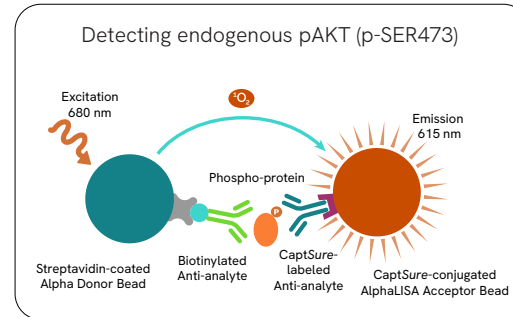 Detecting endogenous pAKT (p-SER473)
Excitation
680 nm
¹O₂
Emission
615 nm
Phospho-protein
P
Streptavidin-coated
Alpha Donor Bead
Biotinylated
Anti-analyte
CaptSure-
labeled
Anti-analyte
CaptSure-conjugated
AlphaLISA Acceptor Bead